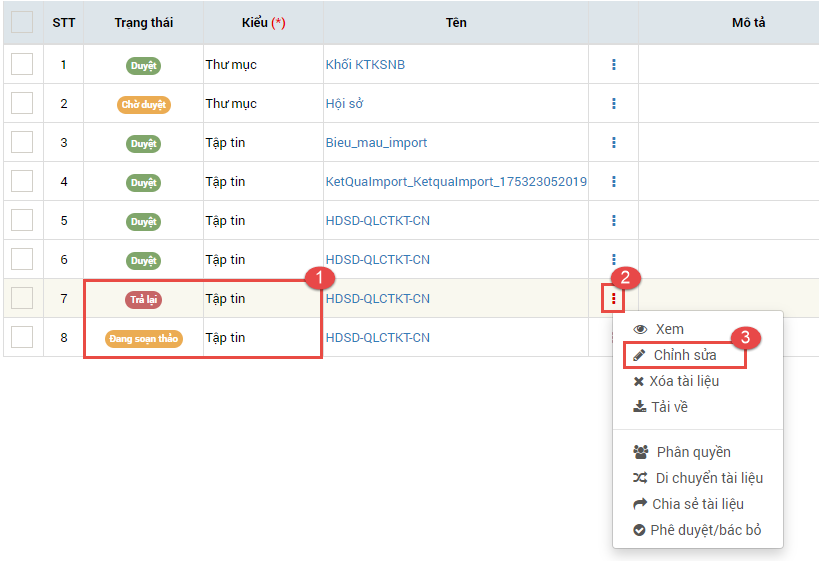 STT Trạng thái Kiểu (*) Tên Mô tả
1 Duyệt Thư mục Khối KTKSNB
2 Chờ duyệt Thư mục Hội sở
3 Duyệt Tập tin Bieu_mau_import
4 Duyệt Tập tin KetQuaImport_KetquaImport_175323052019
5 Duyệt Tập tin HDSD-QLCTKT-CN
6 Duyệt Tập tin HDSD-QLCTKT-CN
1 2
7 Trả lại Tập tin HDSD-QLCTKT-CN
8 Đang soạn thảo Tập tin HDSD-QLCTKT-CN
Xem
3
Chỉnh sửa
Xóa tài liệu
Tải về
Phân quyền
Di chuyển tài liệu
Chia sẻ tài liệu
Phê duyệt/bác bỏ